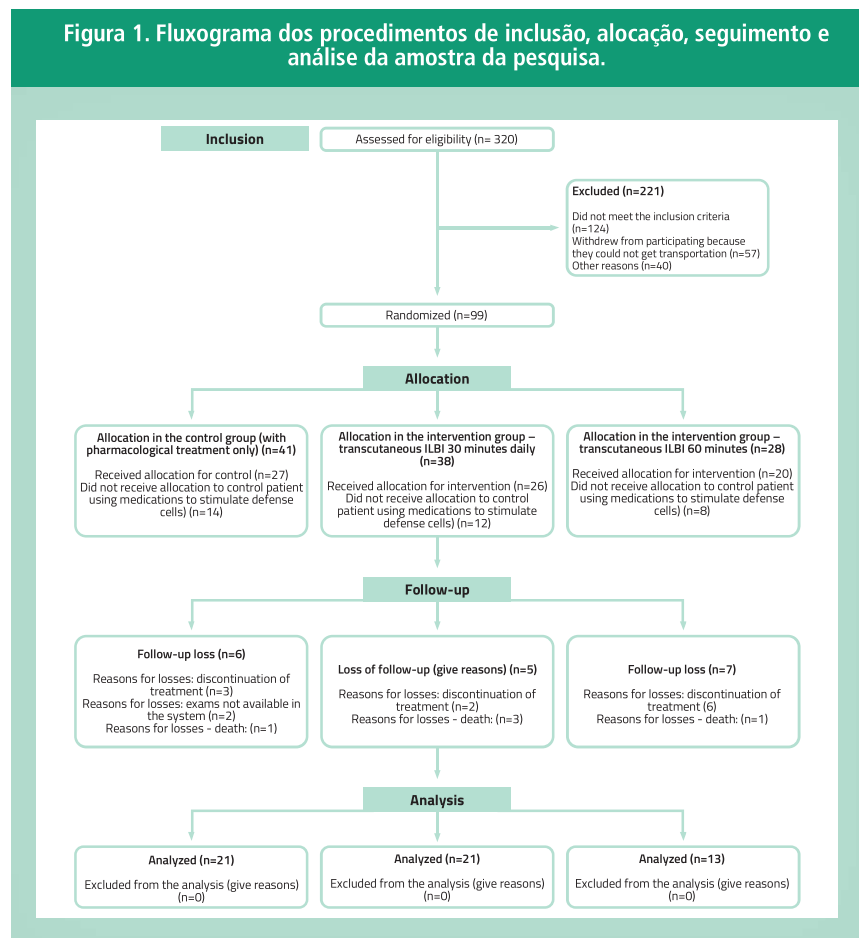 Figura 1. Fluxograma dos procedimentos de inclusão, alocação, seguimento e
análise da amostra da pesquisa.
Inclusion
Assessed for eligibility (n= 320)
Excluded (n=221)
Did not meet the inclusion criteria
(n=124)
Withdrew from participating because
they could not get transportation (n=57)
Other reasons (n=40)
Randomized (n=99)
Allocation
Allocation in the control group (with
pharmacological treatment only) (n=41)
Received allocation for control (n=27)
Did not receive allocation to control patient
using medications to stimulate defense
cells) (n=14)
Allocation in the intervention group –
transcutaneous ILBI 30 minutes daily
(n=38)
Received allocation for intervention (n=26)
Did not receive allocation to control
patient using medications to stimulate
defense cells) (n=12)
Allocation in the intervention group –
transcutaneous ILBI 60 minutes (n=28)
Received allocation for intervention (n=20)
Did not receive allocation to control patient
using medications to stimulate defense
cells) (n=8)
Follow-up
Follow-up loss (n=6)
Reasons for losses: discontinuation of
treatment (n=3)
Reasons for losses: exams not available in
the system (n=2)
Reasons for losses - death: (n=1)
Loss of follow-up (give reasons) (n=5)
Reasons for losses: discontinuation of
treatment (n=2)
Reasons for losses - death: (n=3)
Follow-up loss (n=7)
Reasons for losses: discontinuation of
treatment (6)
Reasons for losses - death: (n=1)
Analysis
Analyzed (n=21)
Excluded from the analysis (give reasons)
(n=0)
Analyzed (n=21)
Excluded from the analysis (give reasons)
(n=0)
Analyzed (n=13)
Excluded from the analysis (give reasons)
(n=0)